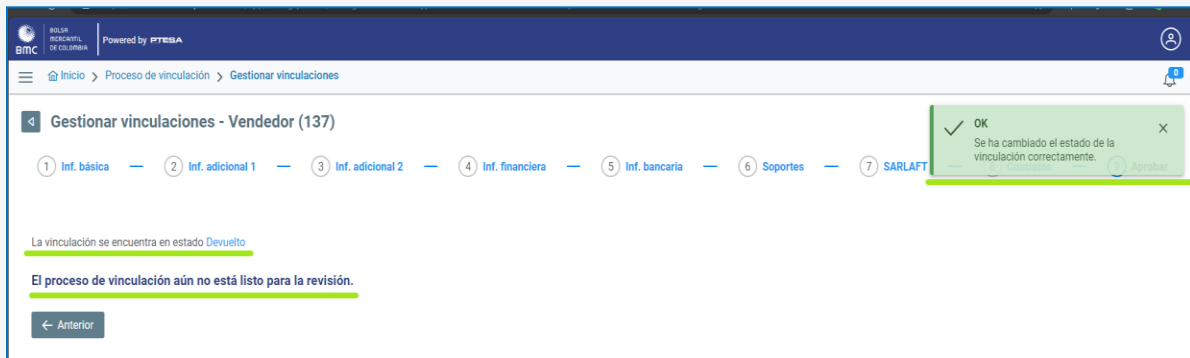 BMC
BOLSA
MERCANTIL
DE COLOMBIA
Powered by PTESA
Inicio > Proceso de vinculación > Gestionar vinculaciones
0
Gestionar vinculaciones - Vendedor (137)
OK
Se ha cambiado el estado de la
vinculación correctamente.
1 Inf. básica — 2 Inf. adicional 1 — 3 Inf. adicional 2 — 4 Inf. financiera — 5 Inf. bancaria — 6 Soportes — 7 SARLAFT — 8 Contratos — 9 Aprobar
La vinculación se encuentra en estado Devuelto
El proceso de vinculación aún no está listo para la revisión.
← Anterior